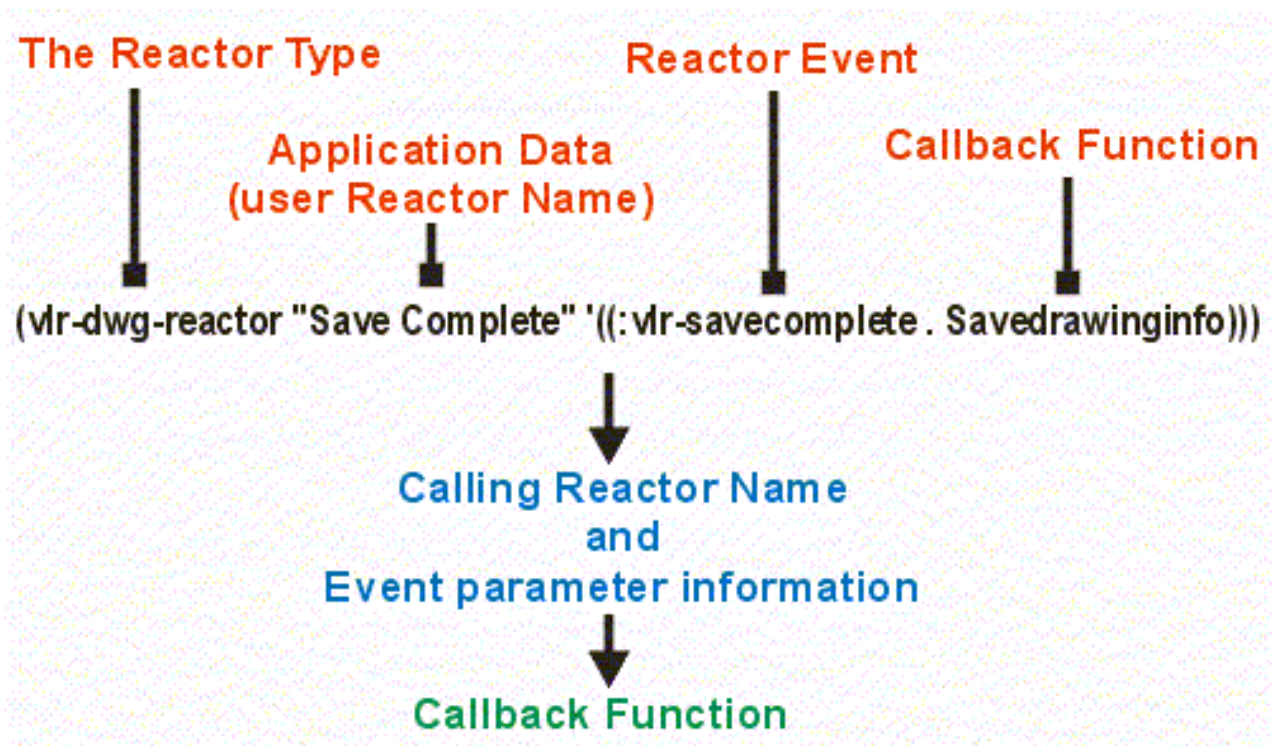 The Reactor Type
Reactor Event
Application Data
(user Reactor Name)
Callback Function
(vlr-dwg-reactor "Save Complete" '((:vlr-savecomplete . Savedrawinginfo)))
Calling Reactor Name
and
Event parameter information
Callback Function